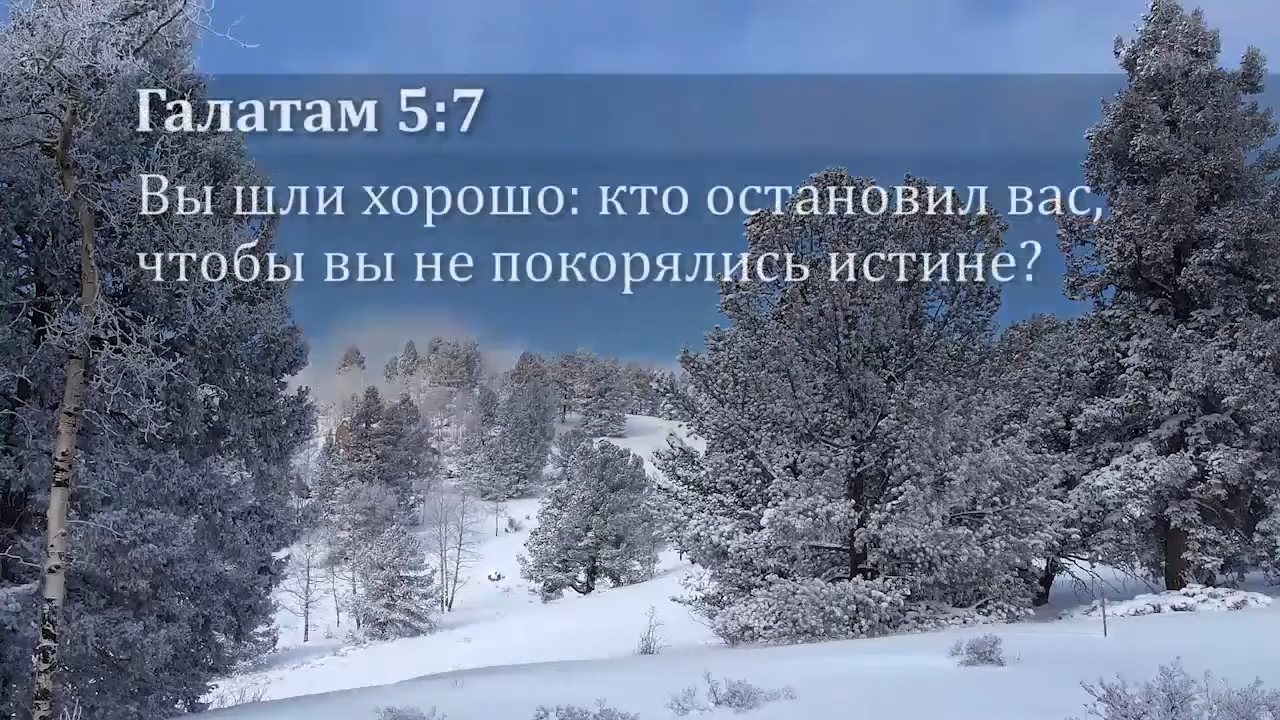 Галатам 5:7
Вы шли хорошо: кто остановил вас,
чтобы вы не покорялись истине?